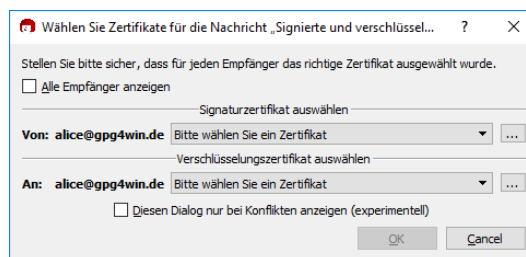 Wählen Sie Zertifikate für die Nachricht „Signierte und verschlüssel... ?
Stellen Sie bitte sicher, dass für jeden Empfänger das richtige Zertifikat ausgewählt wurde.
Alle Empfänger anzeigen
Signaturzertifikat auswählen
Von: alice@gpg4win.de Bitte wählen Sie ein Zertifikat ...
Verschlüsselungszertifikat auswählen
An: alice@gpg4win.de Bitte wählen Sie ein Zertifikat ...
Diesen Dialog nur bei Konflikten anzeigen (experimentell)
OK Cancel